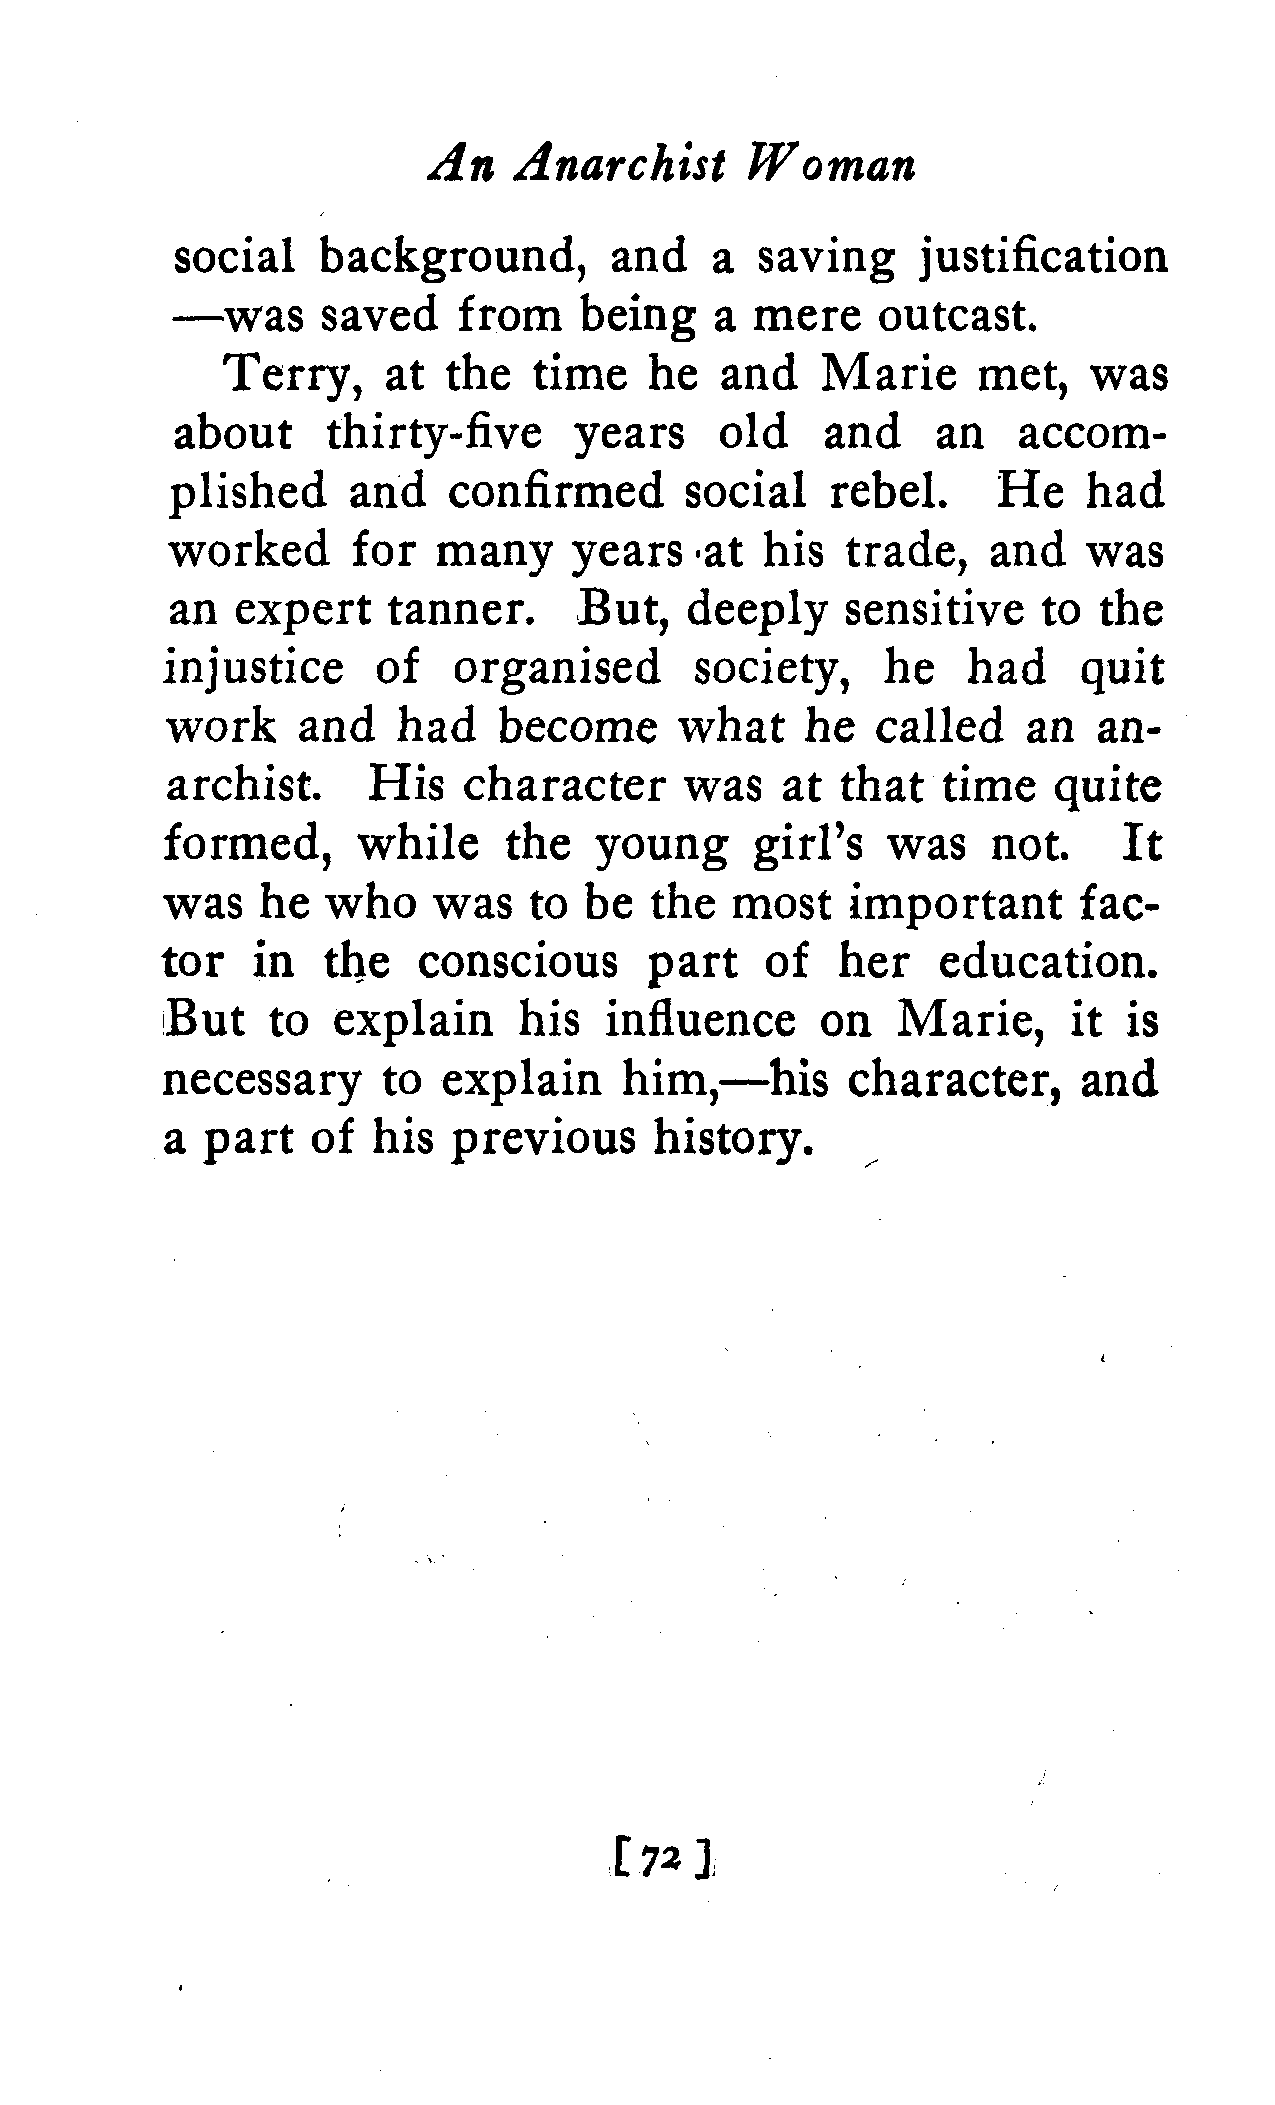 An Anarchist Woman
social background, and a saving justification
—was saved from being a mere outcast.
Terry, at the time he and Marie met, was
about thirty-five years old and an accom-
plished and confirmed social rebel. He had
worked for many years at his trade, and was
an expert tanner. But, deeply sensitive to the
injustice of organised society, he had quit
work and had become what he called an an-
archist. His character was at that time quite
formed, while the young girl's was not. It
was he who was to be the most important fac-
tor in the conscious part of her education.
But to explain his influence on Marie, it is
necessary to explain him,—his character, and
a part of his previous history.
[ 72 ]